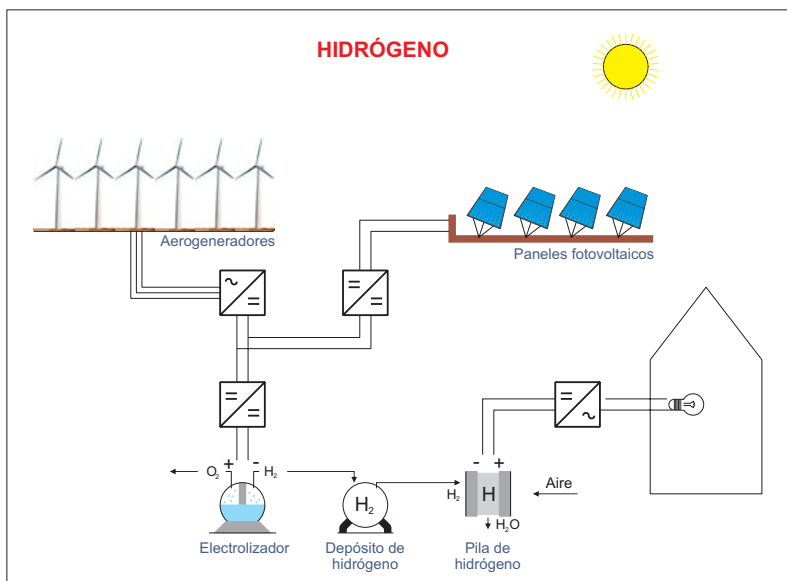 HIDRÓGENO
Aerogeneradores
Paneles fotovoltaicos
~
=
=
=
=
=
=
~
+ -
- +
O₂
H₂
H₂
H₂
H
Aire
H₂O
Electrolizador
Depósito de
hidrógeno
Pila de
hidrógeno